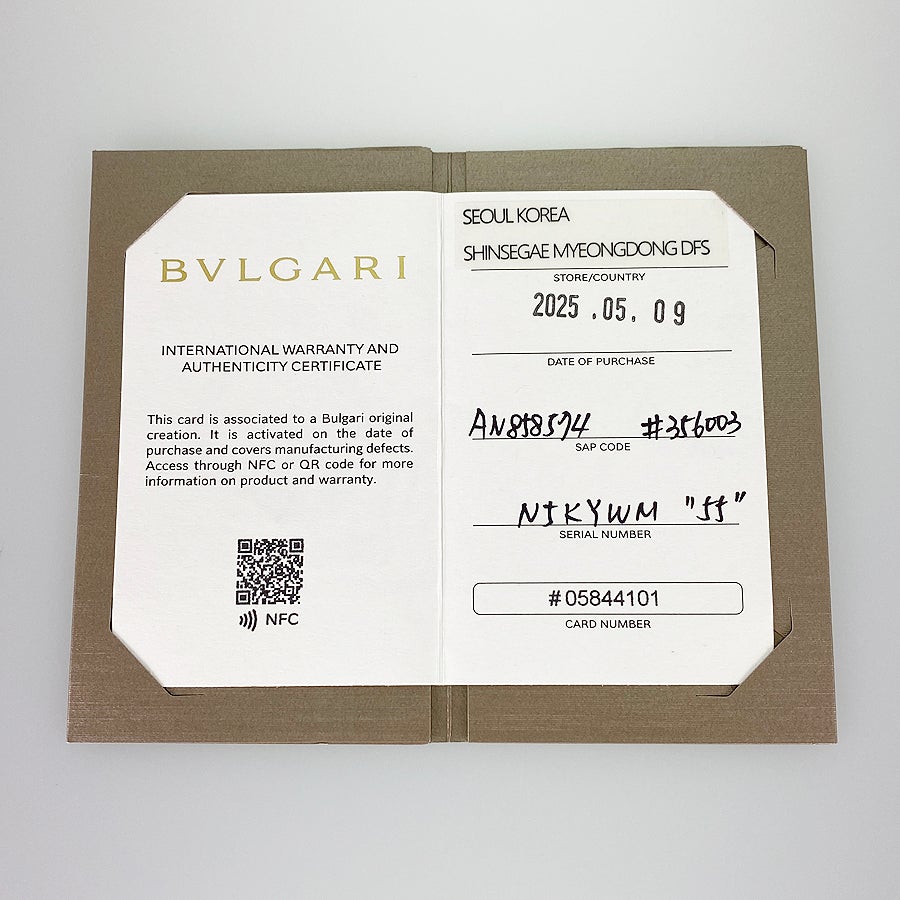 BVLGARI
INTERNATIONAL WARRANTY AND
AUTHENTICITY CERTIFICATE
This card is associated to a Bulgari original
creation. It is activated on the date of
purchase and covers manufacturing defects.
Access through NFC or QR code for more
information on product and warranty.
NFC
SEOUL KOREA
SHINSEGAE MYEONGDONG DFS
STORE/COUNTRY
2025 .05. 09
DATE OF PURCHASE
AN858574 #356003
SAP CODE
SERIAL NUMBER
#05844101
CARD NUMBER